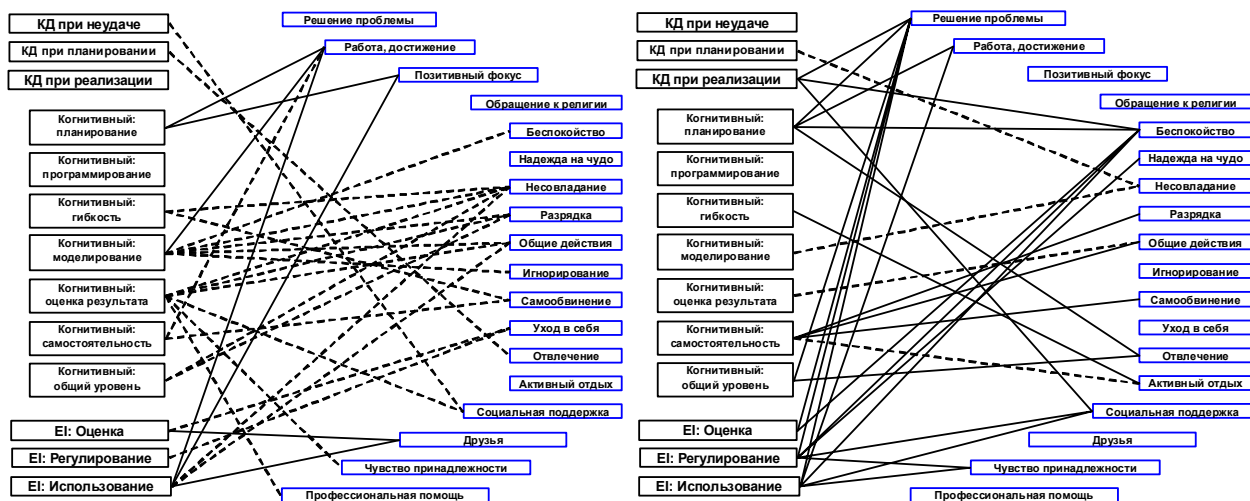 КД при неудаче
КД при планировании
КД при реализации
Когнитивный:
планирование
Когнитивный:
программирование
Когнитивный:
гибкость
Когнитивный:
моделирование
Когнитивный:
оценка результата
Когнитивный:
самостоятельность
Когнитивный:
общий уровень
EI: Оценка
EI: Регулирование
EI: Использование
Решение проблемы
Работа, достижение
Позитивный фокус
Обращение к религии
Беспокойство
Надежда на чудо
Несовладание
Разрядка
Общие действия
Игнорирование
Самообвинение
Уход в себя
Отвлечение
Активный отдых
Социальная поддержка
Друзья
Чувство принадлежности
Профессиональная помощь
КД при неудаче
КД при планировании
КД при реализации
Когнитивный:
планирование
Когнитивный:
программирование
Когнитивный:
гибкость
Когнитивный:
моделирование
Когнитивный:
оценка результата
Когнитивный:
самостоятельность
Когнитивный:
общий уровень
EI: Оценка
EI: Регулирование
EI: Использование
Решение проблемы
Работа, достижение
Позитивный фокус
Обращение к религии
Беспокойство
Надежда на чудо
Несовладание
Разрядка
Общие действия
Игнорирование
Самообвинение
Уход в себя
Отвлечение
Активный отдых
Социальная поддержка
Друзья
Чувство принадлежности
Профессиональная помощь